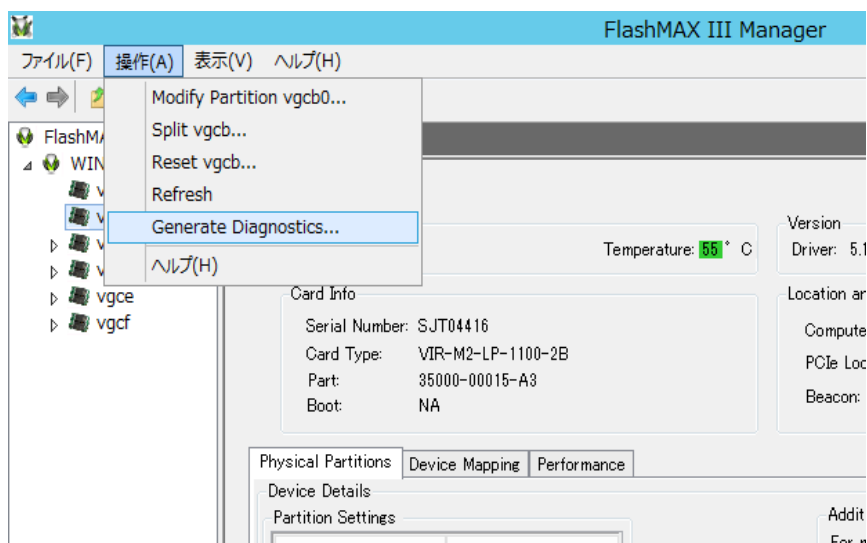 FlashMAX III Manager
ファイル(F) 操作(A) 表示(V) ヘルプ(H)
Modify Partition vgcb0...
Split vgcb...
Reset vgcb...
Refresh
Generate Diagnostics...
ヘルプ(H)
FlashMA
WIN
v
v
v
v
vgce
vgcf
Temperature: 55 ° C
Version
Driver: 5.1
Card Info
Serial Number: SJT04416
Card Type: VIR-M2-LP-1100-2B
Part: 35000-00015-A3
Boot: NA
Location an
Compute
PCIe Loc
Beacon:
Physical Partitions Device Mapping Performance
Device Details
Partition Settings
Addit